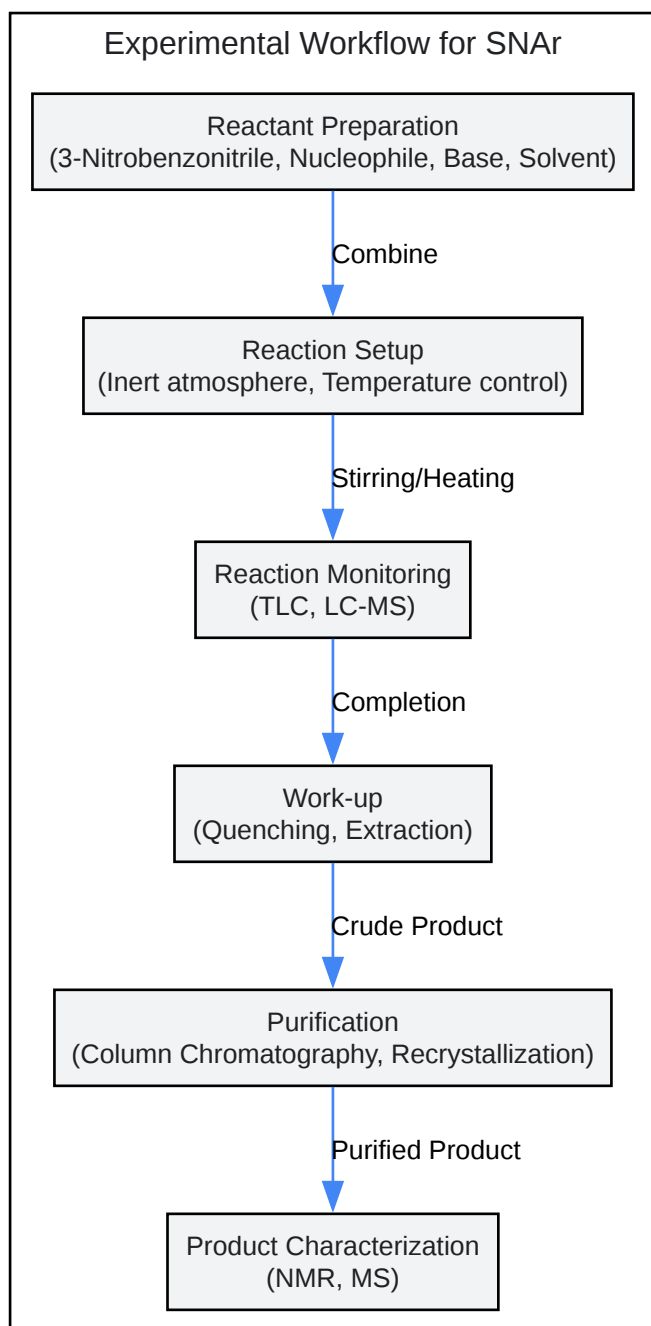 Experimental Workflow for SNAr
Reactant Preparation
(3-Nitrobenzonitrile, Nucleophile, Base, Solvent)
Combine
Reaction Setup
(Inert atmosphere, Temperature control)
Stirring/Heating
Reaction Monitoring
(TLC, LC-MS)
Completion
Work-up
(Quenching, Extraction)
Crude Product
Purification
(Column Chromatography, Recrystallization)
Purified Product
Product Characterization
(NMR, MS)